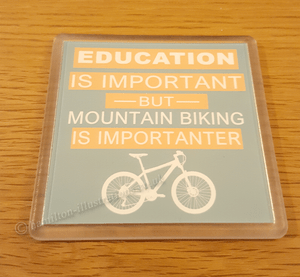 EDUCATION
IS IMPORTANT
BUT
MOUNTAIN BIKING
IS IMPORTANTER